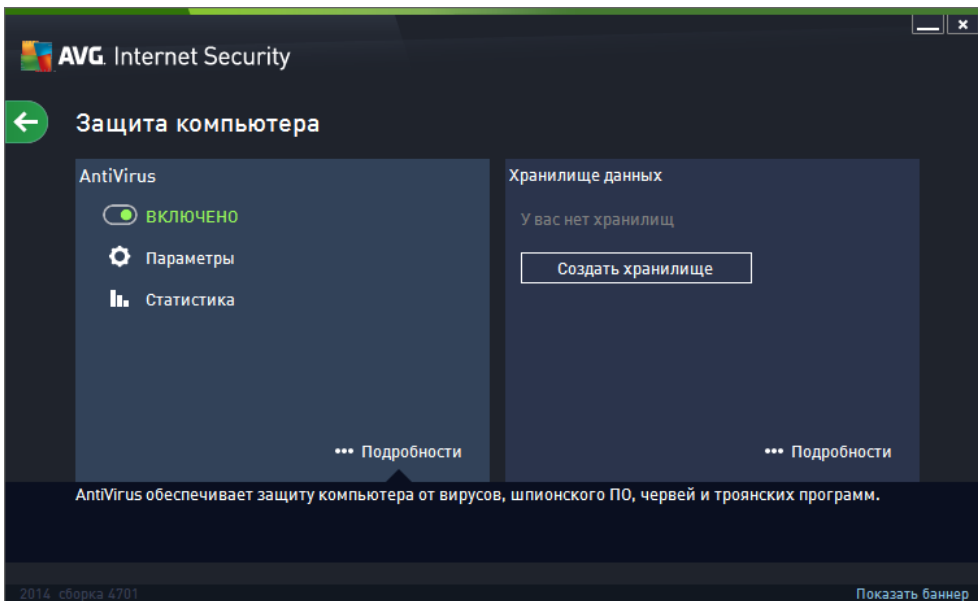 AVG. Internet Security
Защита компьютера
AntiVirus
ВКЛЮЧЕНО
Параметры
Статистика
••• Подробности
Хранилище данных
У вас нет хранилищ
Создать хранилище
••• Подробности
AntiVirus обеспечивает защиту компьютера от вирусов, шпионского ПО, червей и троянских программ.
2014 сборка 4701
Показать баннер